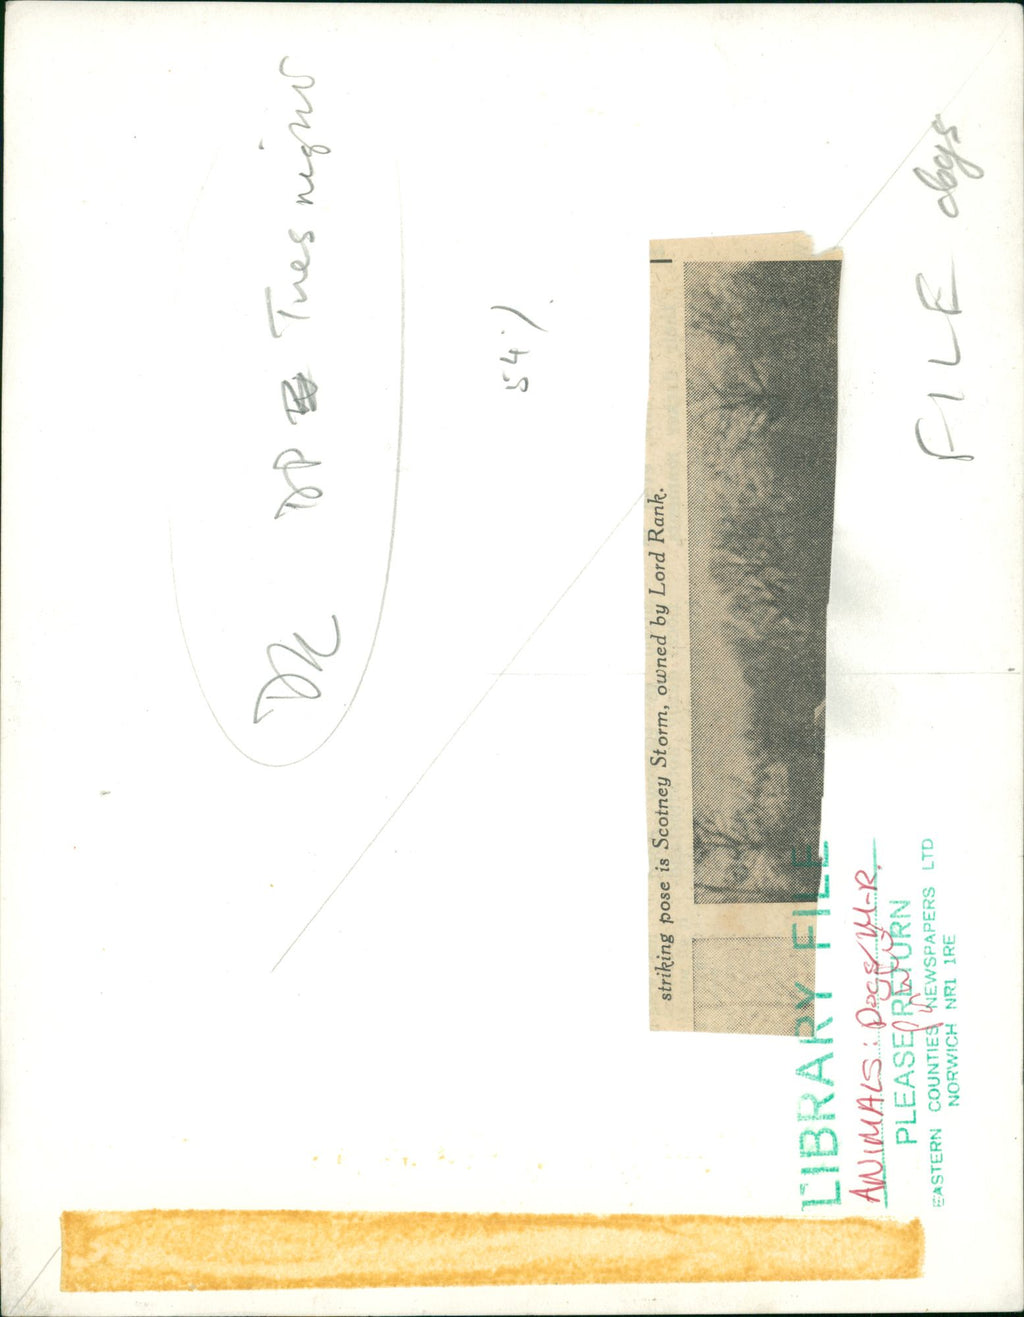 DK DP Tues night
54%
striking pose is Scotney Storm, owned by Lord Rank.
FILE dogs
LIBRARY FILE
ANIMALS: Dogs M-R
PLEASE RETURN
EASTERN COUNTIES NEWSPAPERS LTD
NORWICH NR1 1RE